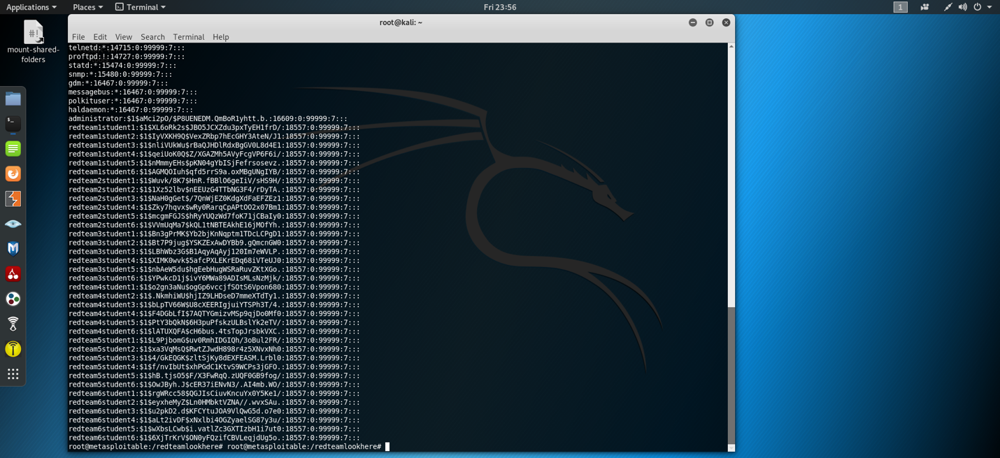 Applications Places Terminal Fri 23:56 1
mount-shared-folders
root@kali: ~
File Edit View Search Terminal Help
telnetd:*:14715:0:99999:7:::
proftpd:!:14727:0:99999:7:::
statd:*:15474:0:99999:7:::
snmp:*:15480:0:99999:7:::
gdm:*:16467:0:99999:7:::
messagebus:*:16467:0:99999:7:::
polkituser:*:16467:0:99999:7:::
haldaemon:*:16467:0:99999:7:::
administrator:$1$aMci2pO/$P8UENEDM.QmBoR1yhtt.b.:16609:0:99999:7:::
redteam1student1:$1$XL6oRk2s$JBO5JCXZdu3pxTyEH1frD/:18557:0:99999:7:::
redteam1student2:$1$IyVXKH9Q$VexZRbp7hEcGHY3AteN/J1:18557:0:99999:7:::
redteam1student3:$1$nliVUkWu$rBaQJHDlRdxBgGV0L8d4E1:18557:0:99999:7:::
redteam1student4:$1$qeiUoK0Q$Z/XGAZMh5AVyFcgVP6F6i/:18557:0:99999:7:::
redteam1student5:$1$nMmmyEHs$pKN04gYbISjFefrsosevz.:18557:0:99999:7:::
redteam1student6:$1$AGMQOIuh$qfd5rrS9a.oxMBgUNgIYB/:18557:0:99999:7:::
redteam2student1:$1$Wuvk/8K7$HnR.fBBlO6geIiV/sHS9H/:18557:0:99999:7:::
redteam2student2:$1$1Xz52lbv$nEEUzG4TTbNG3F4/rDyTA.:18557:0:99999:7:::
redteam2student3:$1$NaH0gGet$/7QnWjEZ0KdgXdFaEFZEz1:18557:0:99999:7:::
redteam2student4:$1$Zky7hqvx$wRy0RarqCpAPtOO2x07Bm1:18557:0:99999:7:::
redteam2student5:$1$mcgmFGJS$hRyYUQzWd7foK71jCBaIy0:18557:0:99999:7:::
redteam2student6:$1$VVmUqMa7$kQL1tNBTEAkhE16jMOfYh.:18557:0:99999:7:::
redteam3student1:$1$Bn3gPrMK$Yb2bjKnNqptm1TDcLCPgD1:18557:0:99999:7:::
redteam3student2:$1$Bt7P9jug$YSKZExAwDYBb9.gQmcnGW0:18557:0:99999:7:::
redteam3student3:$1$LBhWbz3G$B1AqyAqAyj120Im7eWVLP.:18557:0:99999:7:::
redteam3student4:$1$XIMK0wvk$5afcPXLEKrEDq68iVTeUJ0:18557:0:99999:7:::
redteam3student5:$1$nbAeW5du$hgEebHugWSRaRuvZKtXGo.:18557:0:99999:7:::
redteam3student6:$1$YPwkcD1j$ivY6MWa89ADIsMLsNzMjk/:18557:0:99999:7:::
redteam4student1:$1$o2gn3aNu$ogGp6vccjfSOtS6Vpon680:18557:0:99999:7:::
redteam4student2:$1$.NkmhiWU$hjIZ9LHDseD7mmeXTdTy1.:18557:0:99999:7:::
redteam4student3:$1$bLpTV66W$U8cXEERIgjuiYTSPh3T/4.:18557:0:99999:7:::
redteam4student4:$1$F4DGbLfI$7AQTYGmizvMSp9qjDo0Mf0:18557:0:99999:7:::
redteam4student5:$1$PtY3bQkN$6H3puPfskzULBslYk2eTV/:18557:0:99999:7:::
redteam4student6:$1$lATUXQFA$cH6bus.4tsTopJrsbkVXC.:18557:0:99999:7:::
redteam5student1:$1$L9PjbomG$uv0RmhIDGIQh/3oBul2FR/:18557:0:99999:7:::
redteam5student2:$1$xa3VqMsQ$RwtZJwdH898r4z5XNvxNh0:18557:0:99999:7:::
redteam5student3:$1$4/GkEQGK$zltSjKy8dEXFEASM.Lrbl0:18557:0:99999:7:::
redteam5student4:$1$f/nvIbUt$xhPGdC1KtvS9WCPs3jGFO.:18557:0:99999:7:::
redteam5student5:$1$hB.tjsO5$F/X3FwRqQ.zUQF0GB9fog/:18557:0:99999:7:::
redteam5student6:$1$OwJByh.J$cER37iENvN3/.AI4mb.WO/:18557:0:99999:7:::
redteam6student1:$1$rgWRcc58$QGJIsCiuvKncuYx0Y5Ke1/:18557:0:99999:7:::
redteam6student2:$1$eyxheMyZ$Ln0HMbktVZNA//.wvxSAu.:18557:0:99999:7:::
redteam6student3:$1$u2pkD2.d$KFCYtuJOA9VlQwG5d.o7e0:18557:0:99999:7:::
redteam6student4:$1$aLt2ivDF$xNxlbi4OGZyaelSG87y3u/:18557:0:99999:7:::
redteam6student5:$1$wXbsLCwb$i.vatlZc3GXTIzbH1i7ut0:18557:0:99999:7:::
redteam6student6:$1$6XjTrKrV$ON0yFQzifCBVLeqjdUg5o.:18557:0:99999:7:::
root@metasploitable:/redteamlookhere# root@metasploitable:/redteamlookhere#